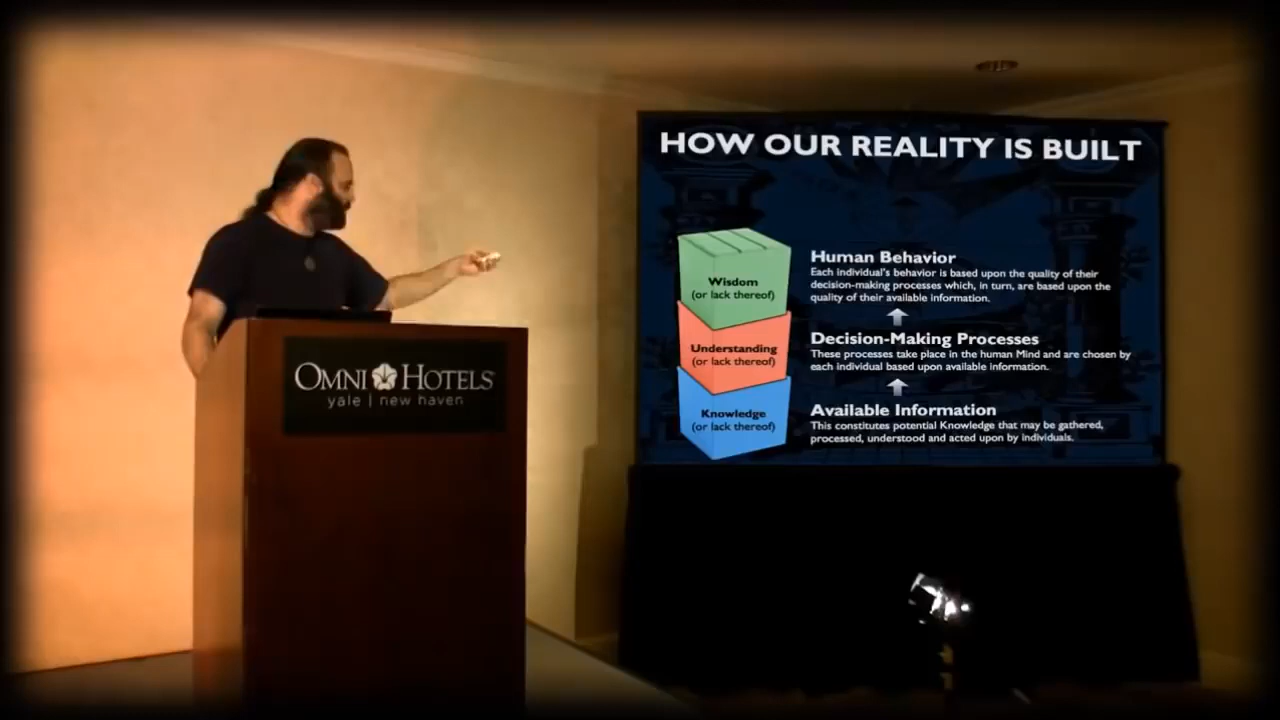 HOW OUR REALITY IS BUILT
Wisdom
(or lack thereof)
Human Behavior
Each individual's behavior is based upon the quality of their
decision-making processes which, in turn, are based upon the
quality of their available information.
Understanding
(or lack thereof)
Decision-Making Processes
These processes take place in the human Mind and are chosen by
each individual based upon available information.
Knowledge
(or lack thereof)
Available Information
This constitutes potential Knowledge that may be gathered,
processed, understood and acted upon by individuals.
OMNI HOTELS
yale | new haven